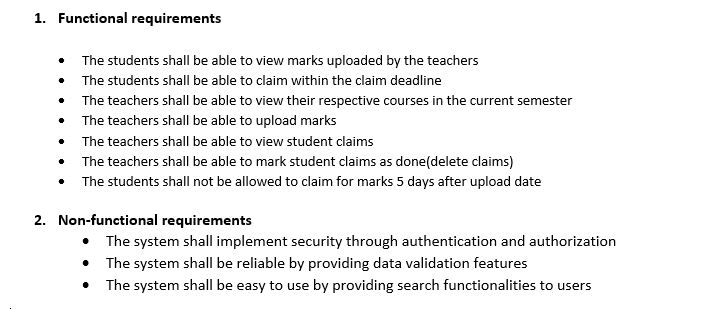 1. Functional requirements
• The students shall be able to view marks uploaded by the teachers
• The students shall be able to claim within the claim deadline
• The teachers shall be able to view their respective courses in the current semester
• The teachers shall be able to upload marks
• The teachers shall be able to view student claims
• The teachers shall be able to mark student claims as done(delete claims)
• The students shall not be allowed to claim for marks 5 days after upload date
2. Non-functional requirements
• The system shall implement security through authentication and authorization
• The system shall be reliable by providing data validation features
• The system shall be easy to use by providing search functionalities to users